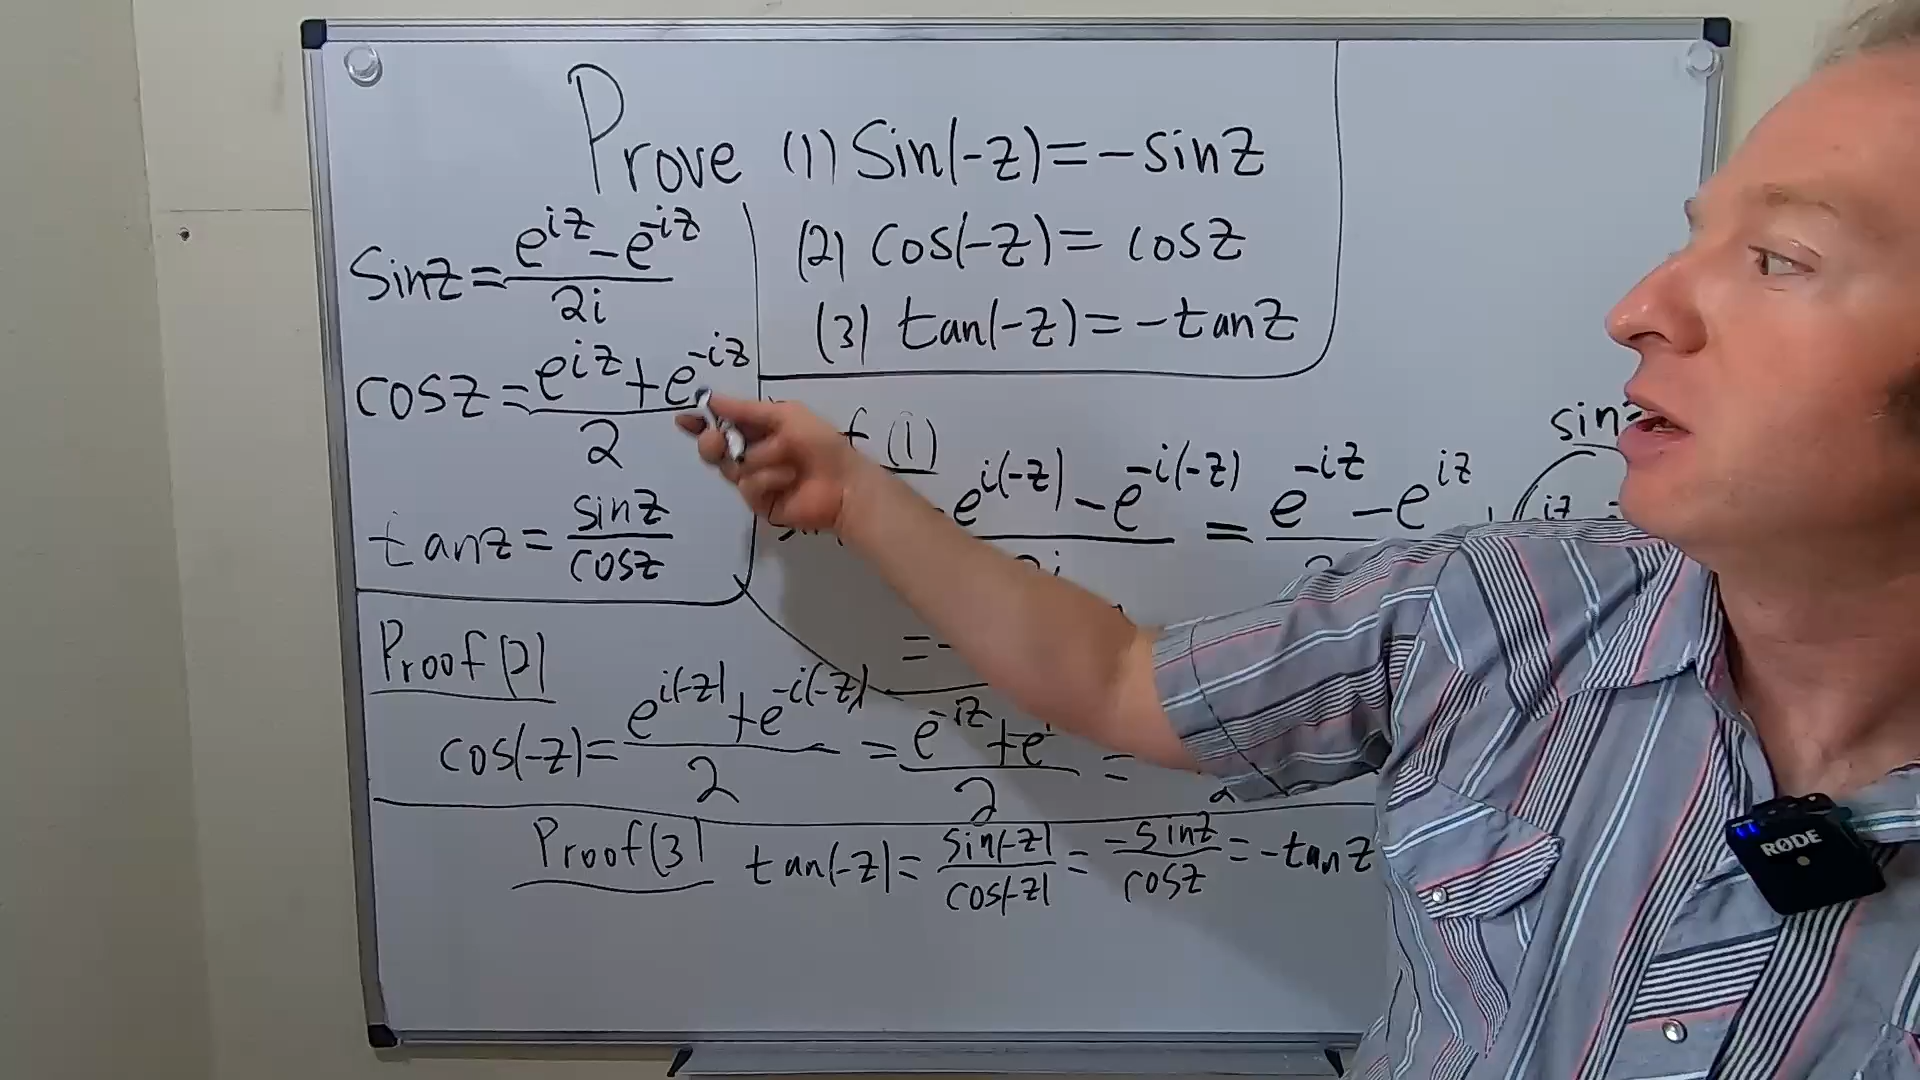 Prove (1) Sin(-z)=-sinz
(2) cos(-z)= cosz
(3) tan(-z)=-tanz
Sinz=(e^{iz}-e^{-iz})/2i
cosz=(e^{iz}+e^{-iz})/2
tanz=sinz/cosz
(1)
e^{i(-z)}-e^{-i(-z)} = e^{-iz}-e^{iz}
sinz
=-
Proof(2)
cos(-z)=(e^{i(-z)}+e^{-i(-z)})/2=(e^{-iz}+e)/2=
Proof(3) tan(-z)=sin(-z)/cos(-z)=-sinz/cosz=-tanz
RØDE